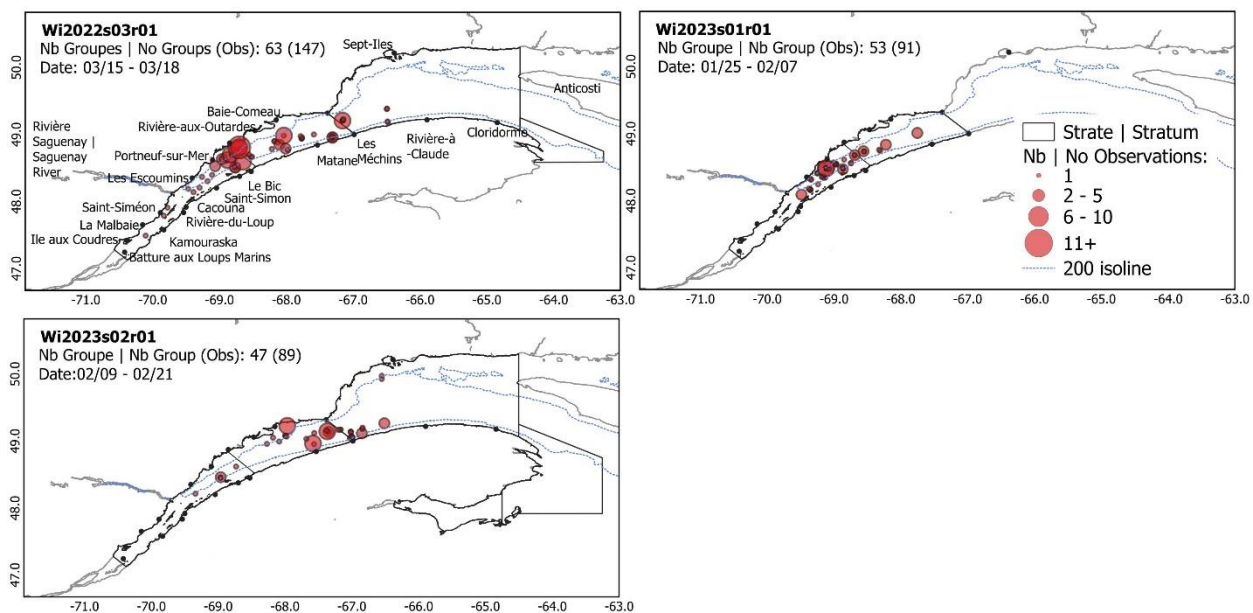 Wi2022s03r01
Nb Groupes | No Groups (Obs): 63 (147)
Date: 03/15 - 03/18
Sept-Iles
Anticosti
Baie-Comeau
Rivière-aux-Outardes
Rivière
Saguenay |
Saguenay
River
Portneuf-sur-Mer
Les Escoumins
Saint-Siméon
La Malbaie
Ile aux Coudres
Batture aux Loups Marins
Kamouraska
Rivière-du-Loup
Cacouna
Saint-Simon
Le Bic
Matane
Les
Méchins
Rivière-à
-Claude
Cloridorme
50.0
49.0
48.0
47.0
-71.0 -70.0 -69.0 -68.0 -67.0 -66.0 -65.0 -64.0 -63.0
Wi2023s01r01
Nb Groupe | Nb Group (Obs): 53 (91)
Date: 01/25 - 02/07
Strate | Stratum
Nb | No Observations:
1
2 - 5
6 - 10
11+
200 isoline
50.0
49.0
48.0
47.0
-71.0 -70.0 -69.0 -68.0 -67.0 -66.0 -65.0 -64.0 -63.0
Wi2023s02r01
Nb Groupe | Nb Group (Obs): 47 (89)
Date:02/09 - 02/21
50.0
49.0
48.0
47.0
-71.0 -70.0 -69.0 -68.0 -67.0 -66.0 -65.0 -64.0 -63.0